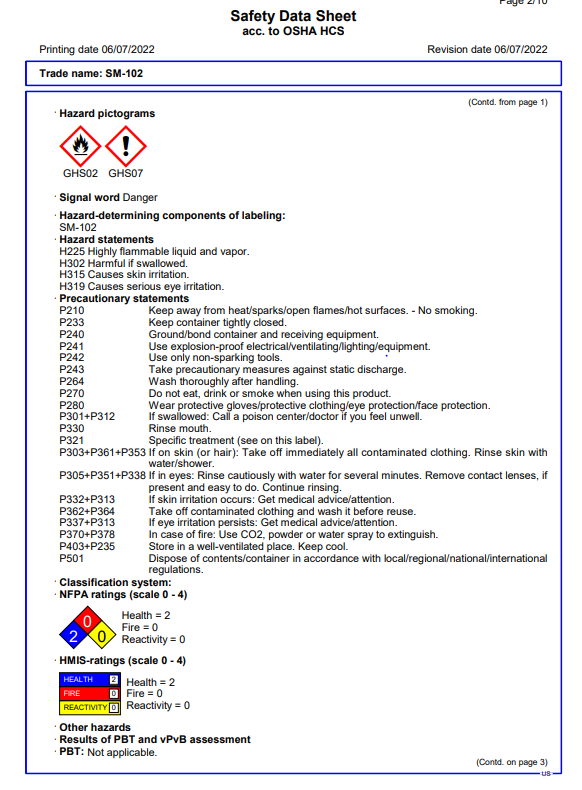 Page 2/10
Safety Data Sheet
acc. to OSHA HCS
Printing date 06/07/2022
Revision date 06/07/2022
Trade name: SM-102
(Contd. from page 1)
· Hazard pictograms
GHS02 GHS07
· Signal word Danger
· Hazard-determining components of labeling:
SM-102
· Hazard statements
H225 Highly flammable liquid and vapor.
H302 Harmful if swallowed.
H315 Causes skin irritation.
H319 Causes serious eye irritation.
· Precautionary statements
P210 Keep away from heat/sparks/open flames/hot surfaces. - No smoking.
P233 Keep container tightly closed.
P240 Ground/bond container and receiving equipment.
P241 Use explosion-proof electrical/ventilating/lighting/equipment.
P242 Use only non-sparking tools.
P243 Take precautionary measures against static discharge.
P264 Wash thoroughly after handling.
P270 Do not eat, drink or smoke when using this product.
P280 Wear protective gloves/protective clothing/eye protection/face protection.
P301+P312 If swallowed: Call a poison center/doctor if you feel unwell.
P330 Rinse mouth.
P321 Specific treatment (see on this label).
P303+P361+P353 If on skin (or hair): Take off immediately all contaminated clothing. Rinse skin with
water/shower.
P305+P351+P338 If in eyes: Rinse cautiously with water for several minutes. Remove contact lenses, if
present and easy to do. Continue rinsing.
P332+P313 If skin irritation occurs: Get medical advice/attention.
P362+P364 Take off contaminated clothing and wash it before reuse.
P337+P313 If eye irritation persists: Get medical advice/attention.
P370+P378 In case of fire: Use CO2, powder or water spray to extinguish.
P403+P235 Store in a well-ventilated place. Keep cool.
P501 Dispose of contents/container in accordance with local/regional/national/international
regulations.
· Classification system:
· NFPA ratings (scale 0 - 4)
0
2 0
Health = 2
Fire = 0
Reactivity = 0
· HMIS-ratings (scale 0 - 4)
HEALTH 2 Health = 2
FIRE 0 Fire = 0
REACTIVITY 0 Reactivity = 0
· Other hazards
· Results of PBT and vPvB assessment
· PBT: Not applicable.
(Contd. on page 3)
US